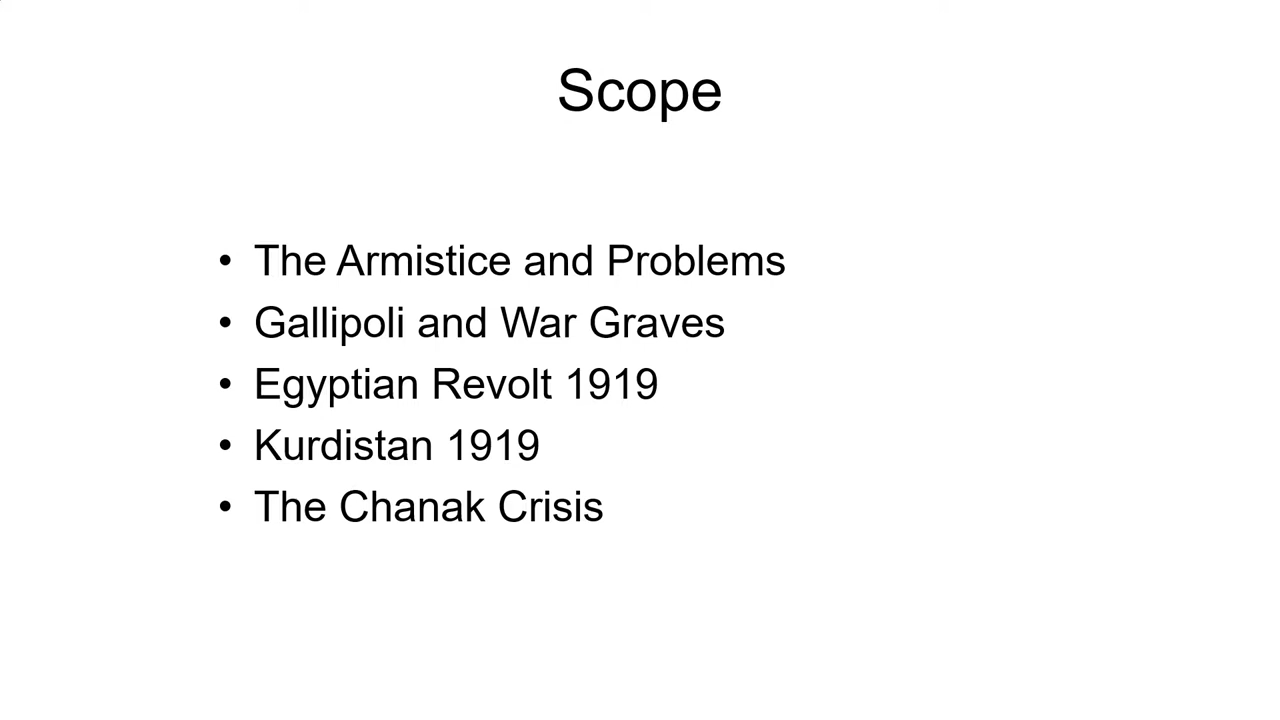 Scope
• The Armistice and Problems
• Gallipoli and War Graves
• Egyptian Revolt 1919
• Kurdistan 1919
• The Chanak Crisis